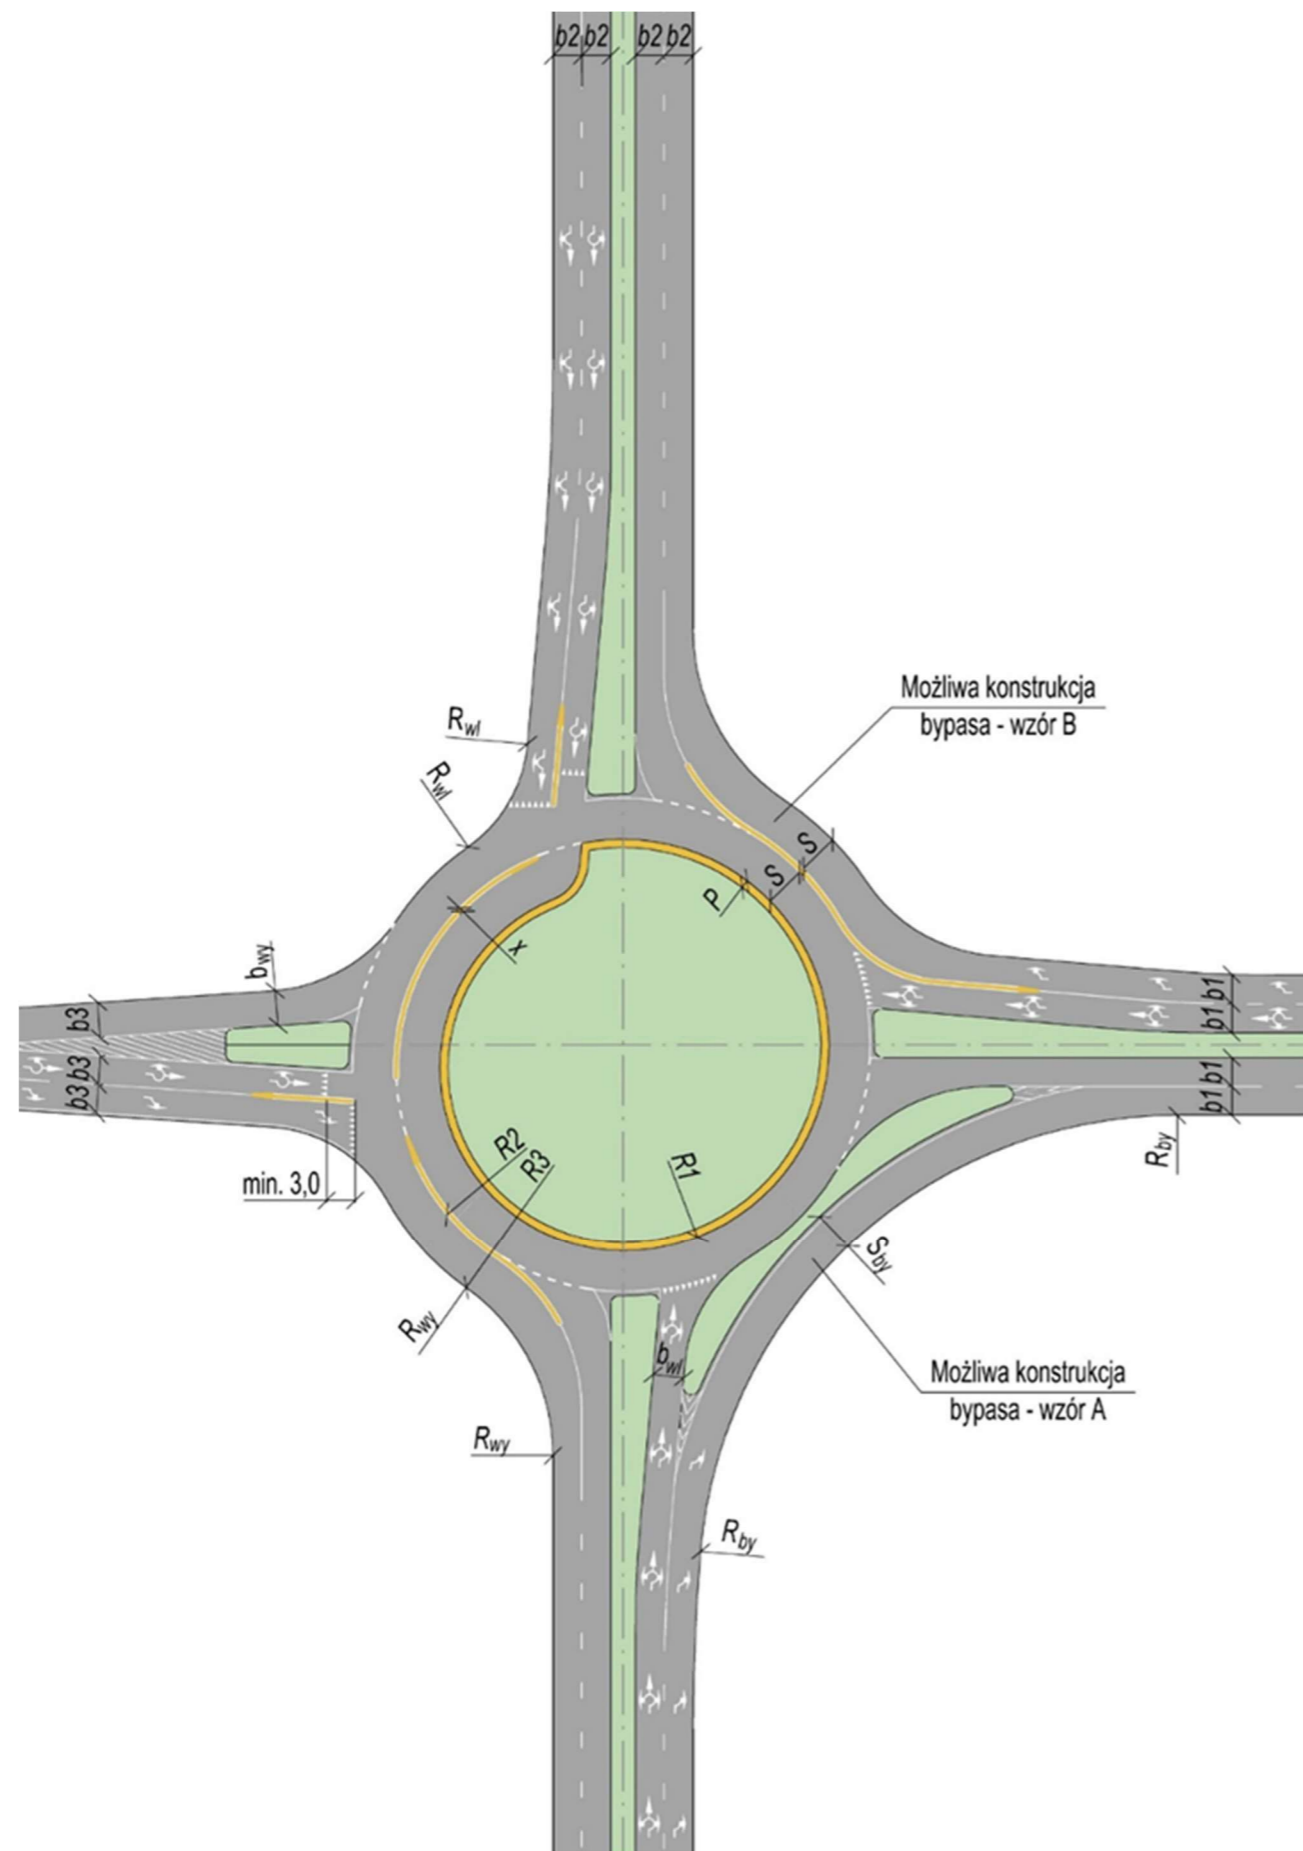 b2 b2 b2 b2
Możliwa konstrukcja
bypasa - wzór B
Rwl
Rwl
S
S
P
x
bwy
b3
b3
b3
b1
b1
b1
b1
min. 3,0
R2
R3
R1
Rby
Sby
Rwy
bwl
Możliwa konstrukcja
bypasa - wzór A
Rwy
Rby